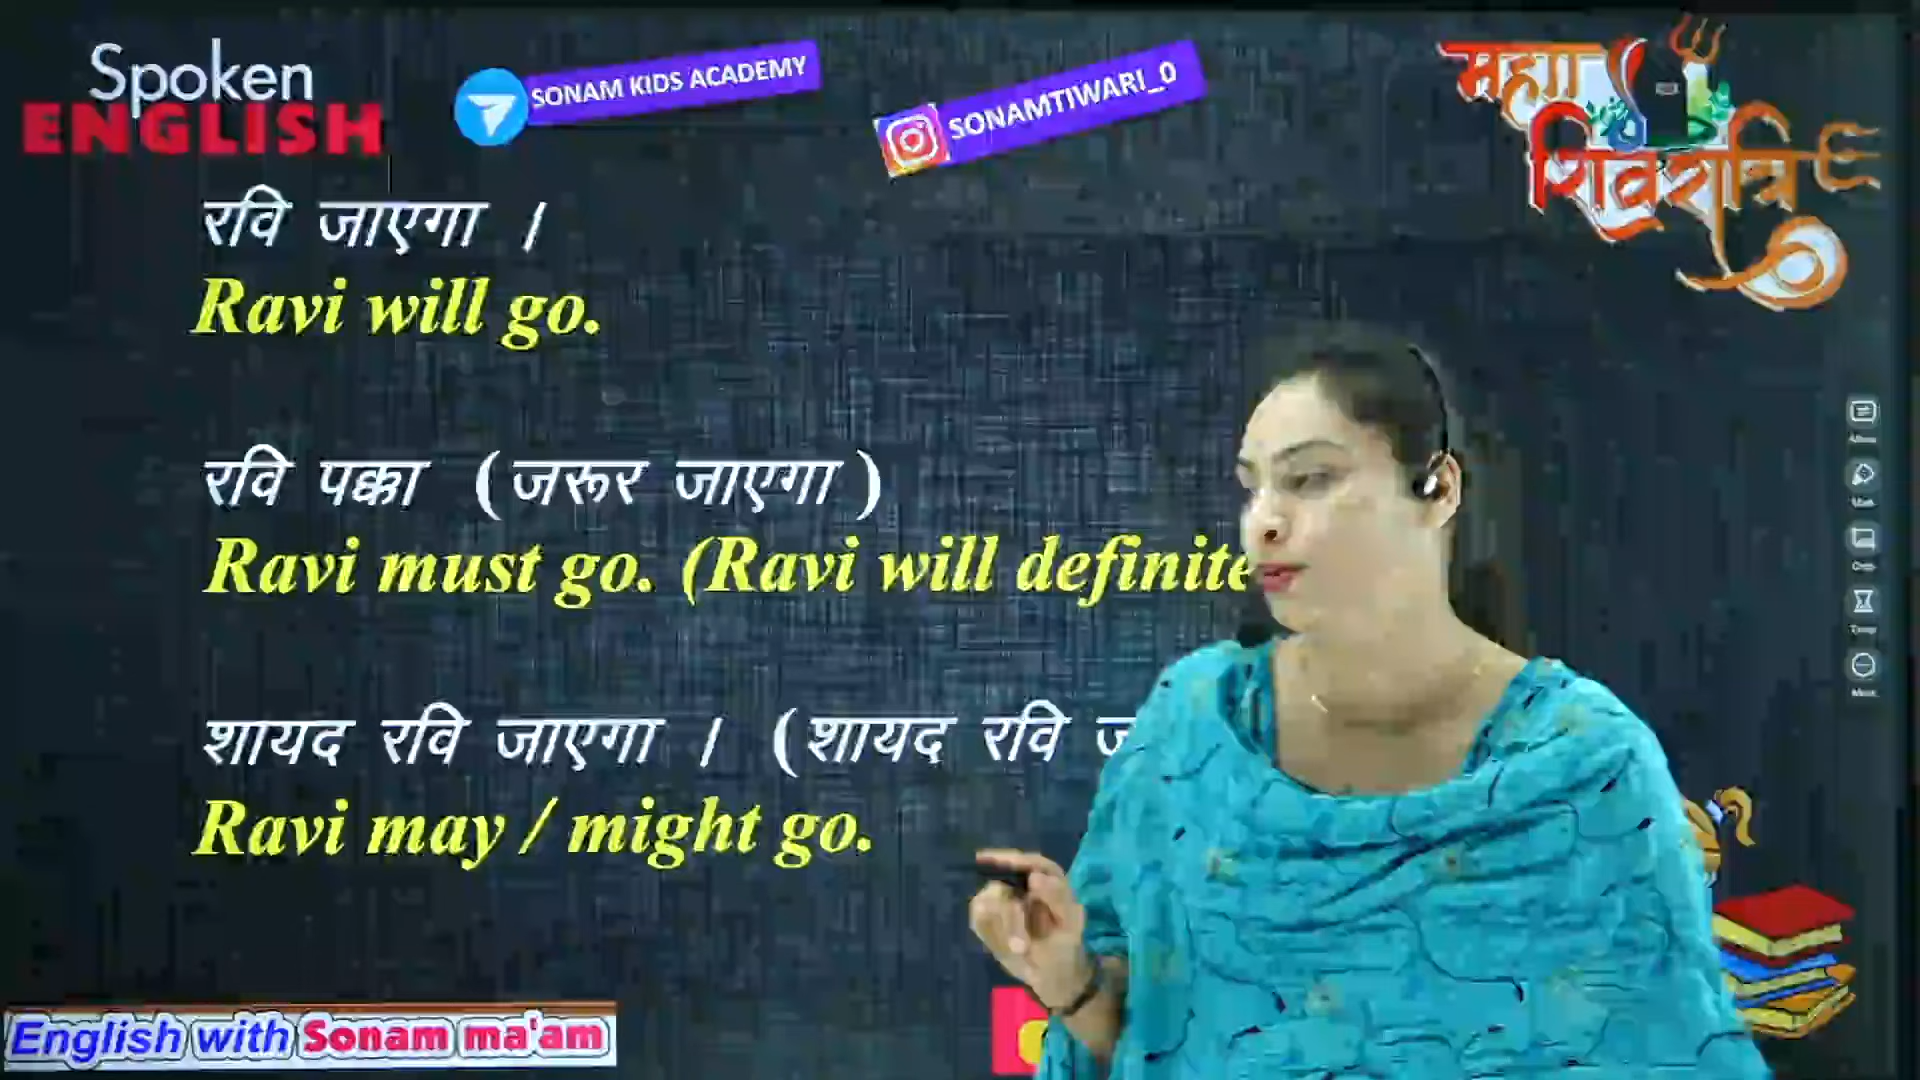 Spoken
ENGLISH
SONAM KIDS ACADEMY
SONAMTIWARI_0
महा
शिवरात्रि
रवि जाएगा ।
Ravi will go.
रवि पक्का (जरूर जाएगा)
Ravi must go. (Ravi will definite
शायद रवि जाएगा । (शायद रवि ज
Ravi may / might go.
English with Sonam ma'am